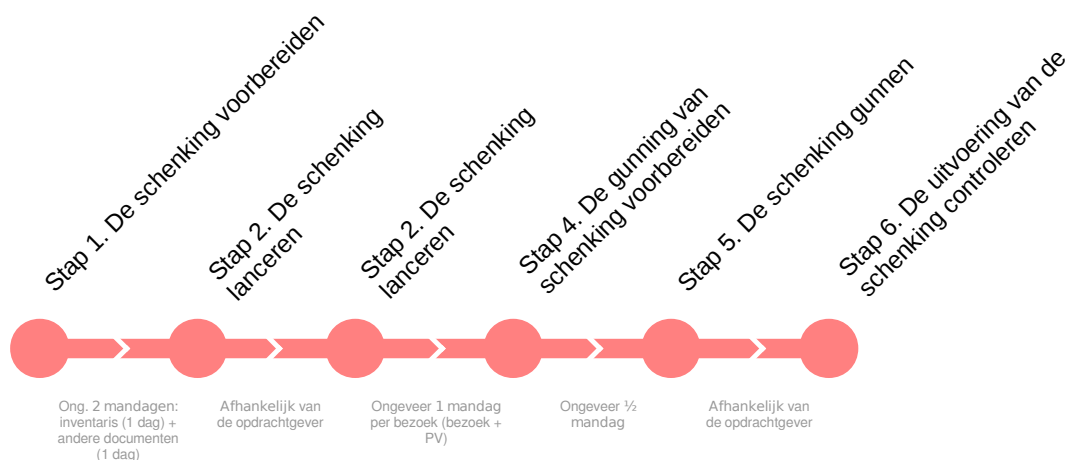 Stap 1. De schenking voorbereiden
Stap 2. De schenking
lanceren
Stap 2. De schenking
lanceren
Stap 4. De gunning van
schenking voorbereiden
Stap 5. De schenking gunnen
Stap 6. De uitvoering van de
schenking controleren
Ong. 2 mandagen:
inventaris (1 dag) +
andere documenten
(1 dag)
Afhankelijk van
de opdrachtgever
Ongeveer 1 mandag
per bezoek (bezoek +
PV)
Ongeveer ½
mandag
Afhankelijk van
de opdrachtgever